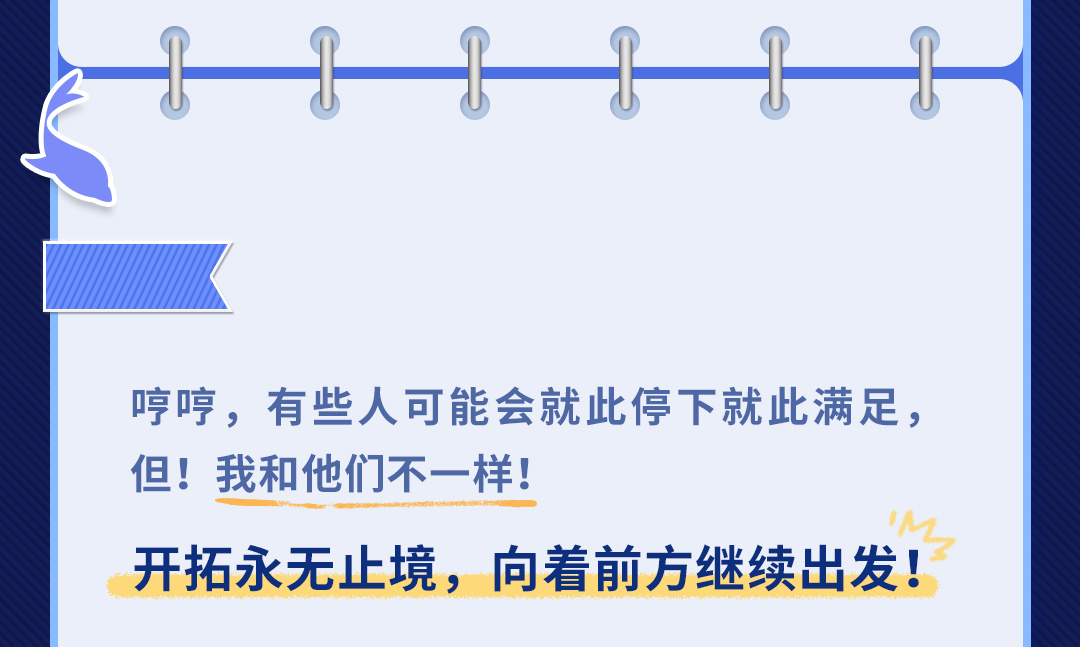 哼哼，有些人可能会就此停下就此满足，
但！我和他们不一样！
开拓永无止境，向着前方继续出发！